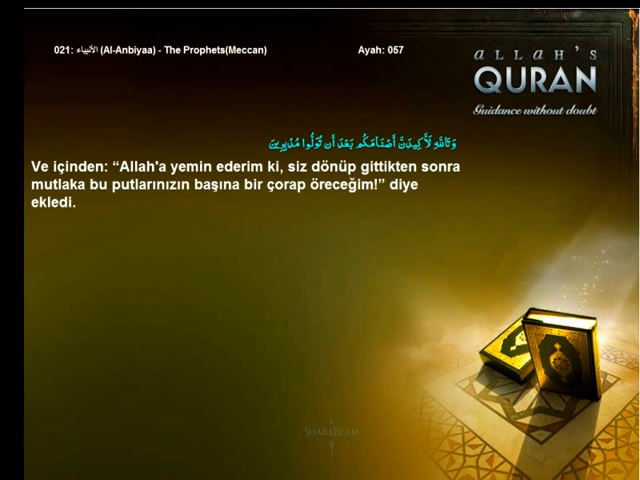 021: الأنبياء (Al-Anbiyaa) - The Prophets(Meccan) Ayah: 057
ALLAH'S
QURAN
Guidance without doubt
وَتَاللَّهِ لَأَكِيدَنَّ أَصْنَامَكُم بَعْدَ أَن تُوَلُّوا مُدْبِرِينَ
Ve içinden: “Allah'a yemin ederim ki, siz dönüp gittikten sonra
mutlaka bu putlarınızın başına bir çorap öreceğim!” diye
ekledi.
SHAREISLAM